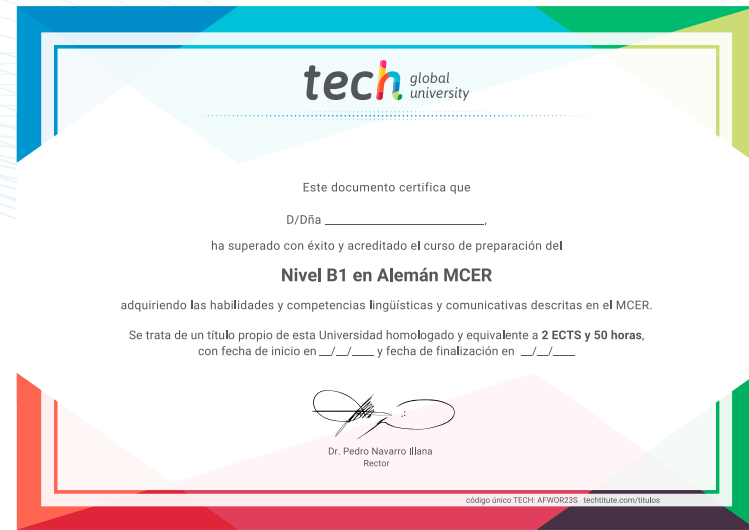 tech global university
Este documento certifica que
D/Dña ________________________,
ha superado con éxito y acreditado el curso de preparación del
Nivel B1 en Alemán MCER
adquiriendo las habilidades y competencias lingüísticas y comunicativas descritas en el MCER.
Se trata de un título propio de esta Universidad homologado y equivalente a 2 ECTS y 50 horas,
con fecha de inicio en __/__/____ y fecha de finalización en __/__/____
Dr. Pedro Navarro Illana
Rector
código único TECH: AFWOR23S techtitute.com/titulos